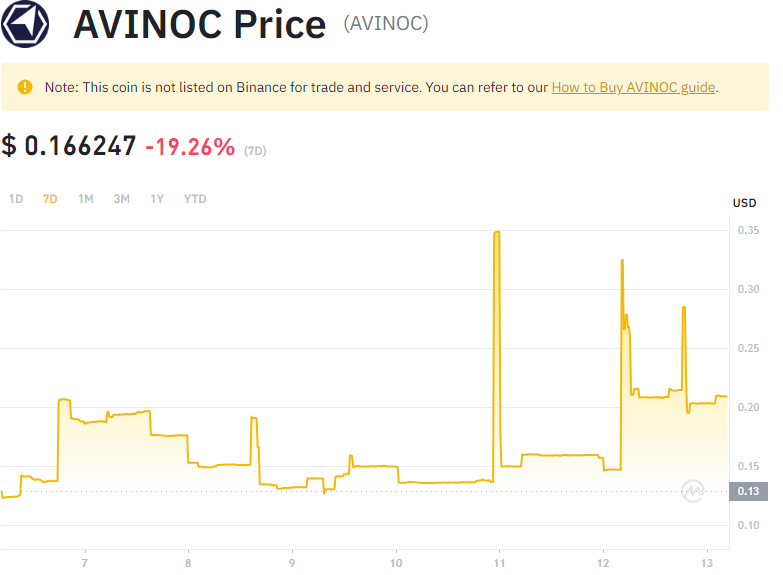 AVINOC Price (AVINOC)
Note: This coin is not listed on Binance for trade and service. You can refer to our How to Buy AVINOC guide.
$ 0.166247 -19.26% (7D)
1D 7D 1M 3M 1Y YTD
USD
0.35
0.30
0.25
0.20
0.15
0.13
0.10
7 8 9 10 11 12 13